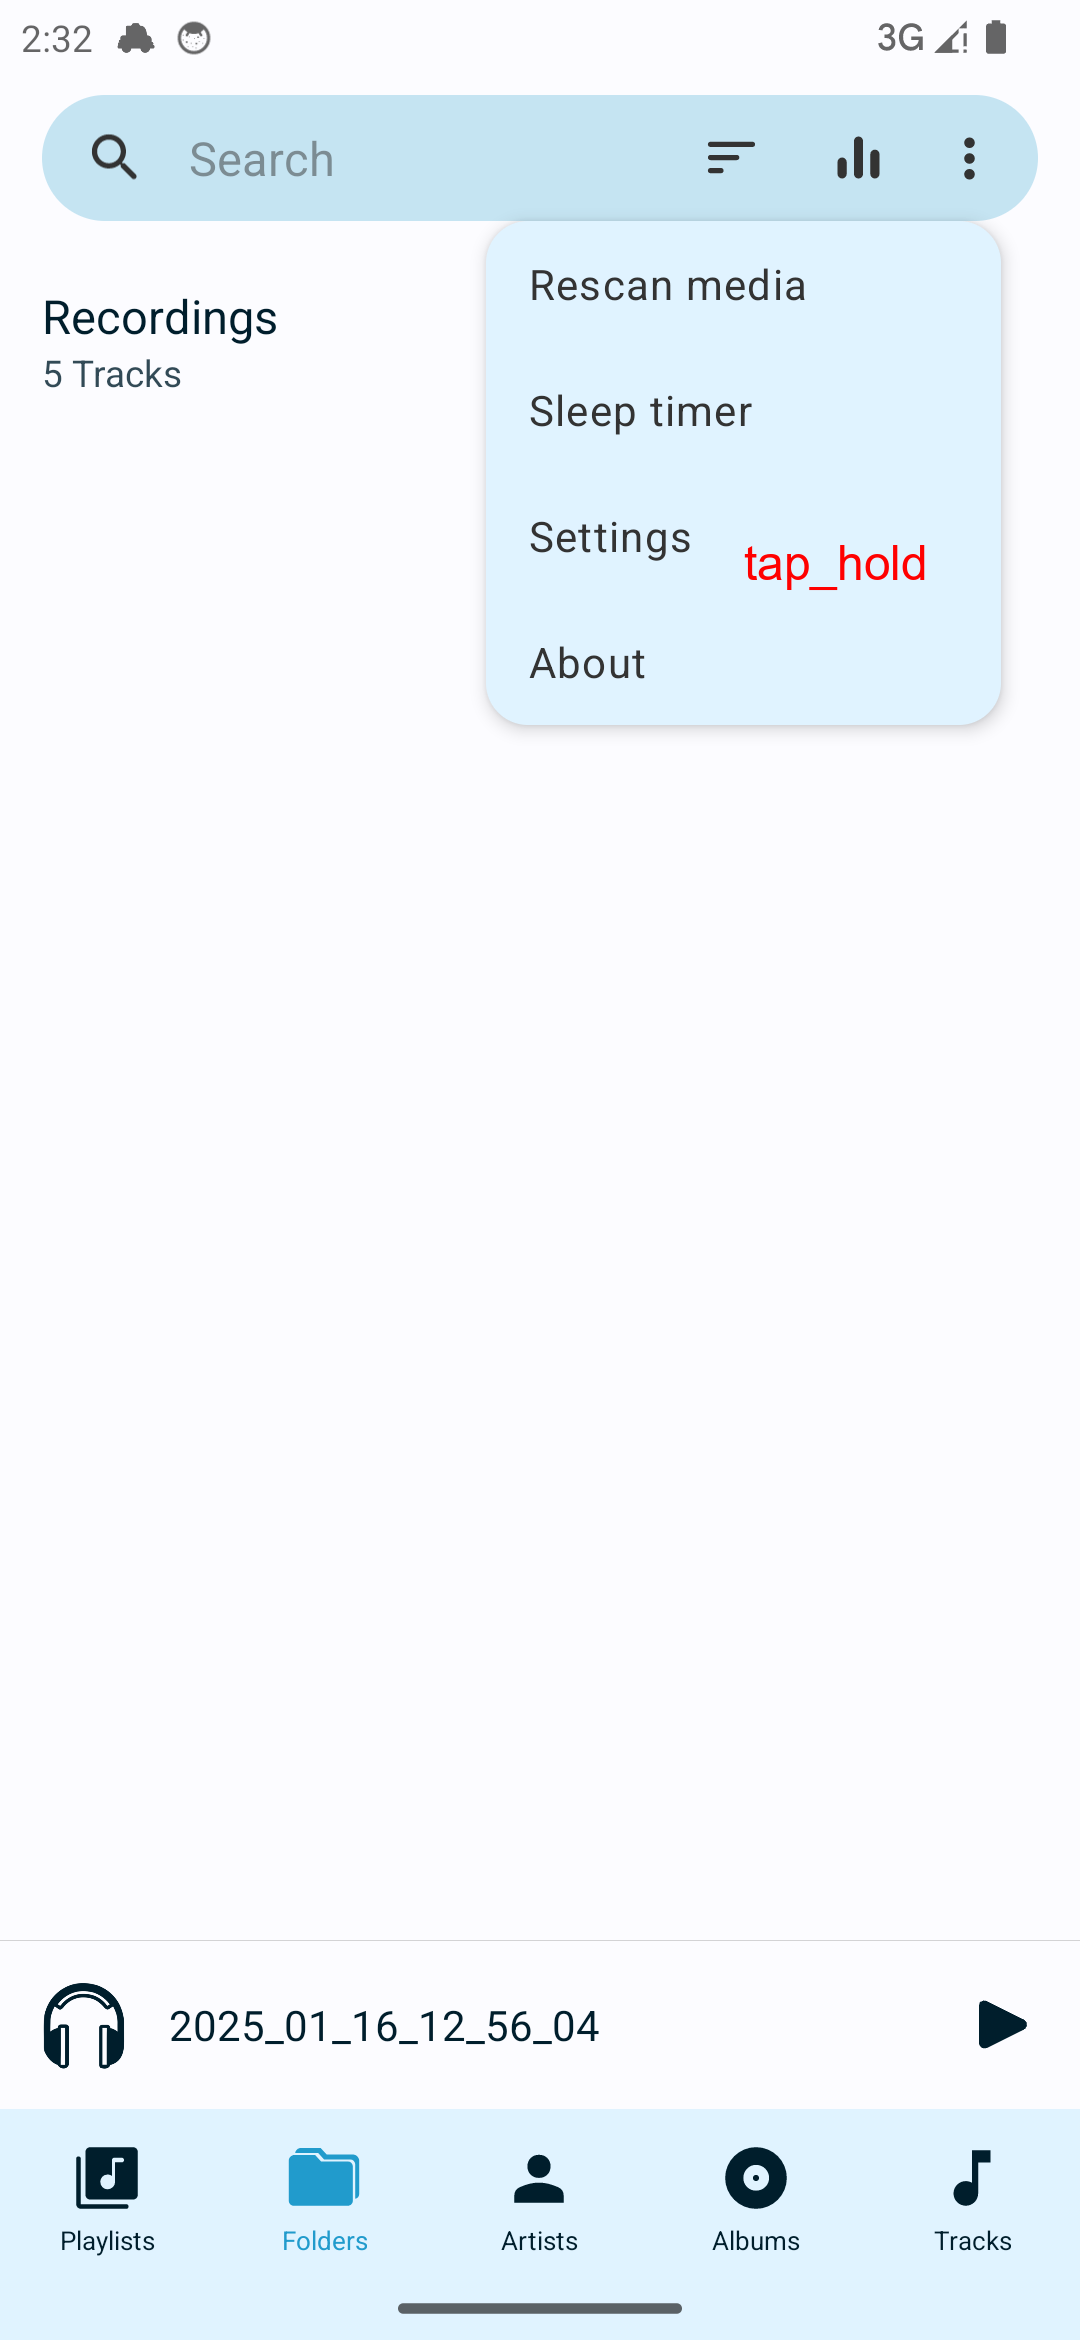 2:32
3G
Search
Rescan media
Recordings
5 Tracks
Sleep timer
Settings
tap_hold
About
2025_01_16_12_56_04
Playlists
Folders
Artists
Albums
Tracks